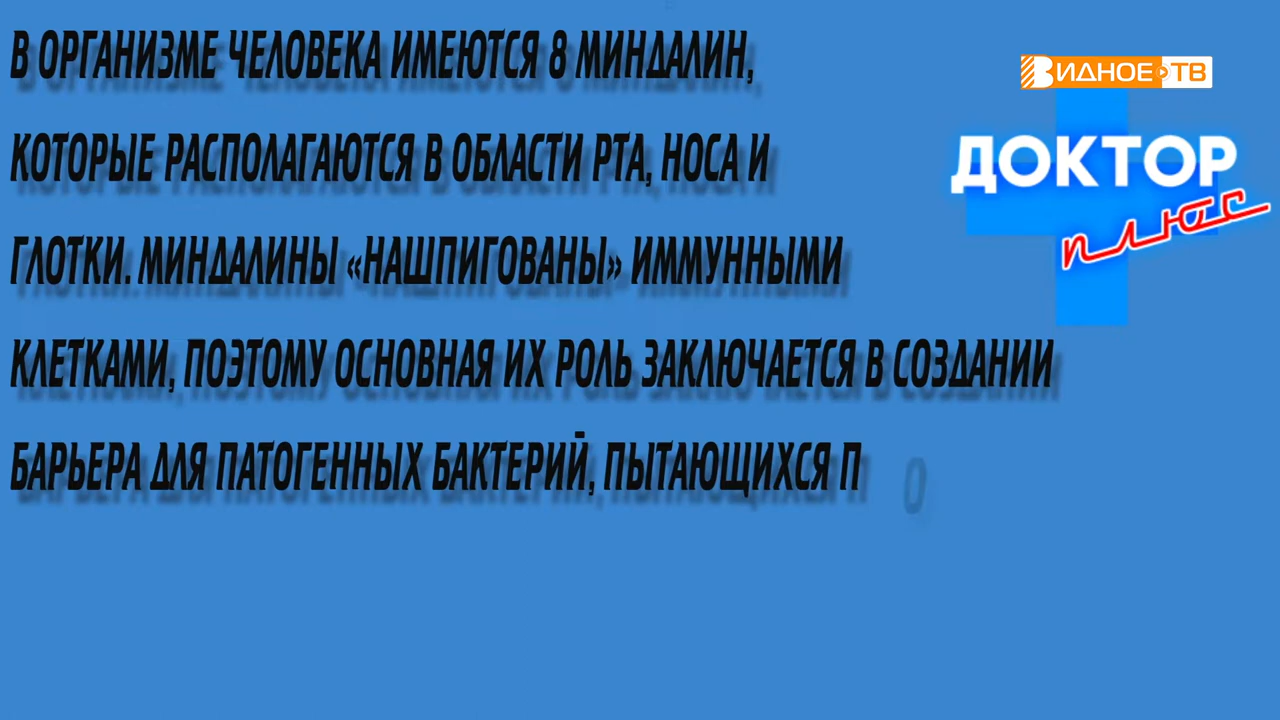 В ОРГАНИЗМЕ ЧЕЛОВЕКА ИМЕЮТСЯ 8 МИНДАЛИН,
КОТОРЫЕ РАСПОЛАГАЮТСЯ В ОБЛАСТИ РТА, НОСА И
ГЛОТКИ. МИНДАЛИНЫ «НАШПИГОВАНЫ» ИММУННЫМИ
КЛЕТКАМИ, ПОЭТОМУ ОСНОВНАЯ ИХ РОЛЬ ЗАКЛЮЧАЕТСЯ В СОЗДАНИИ
БАРЬЕРА ДЛЯ ПАТОГЕННЫХ БАКТЕРИЙ, ПЫТАЮЩИХСЯ П
ВИДНОЕ ТВ
ДОКТОР
плюс